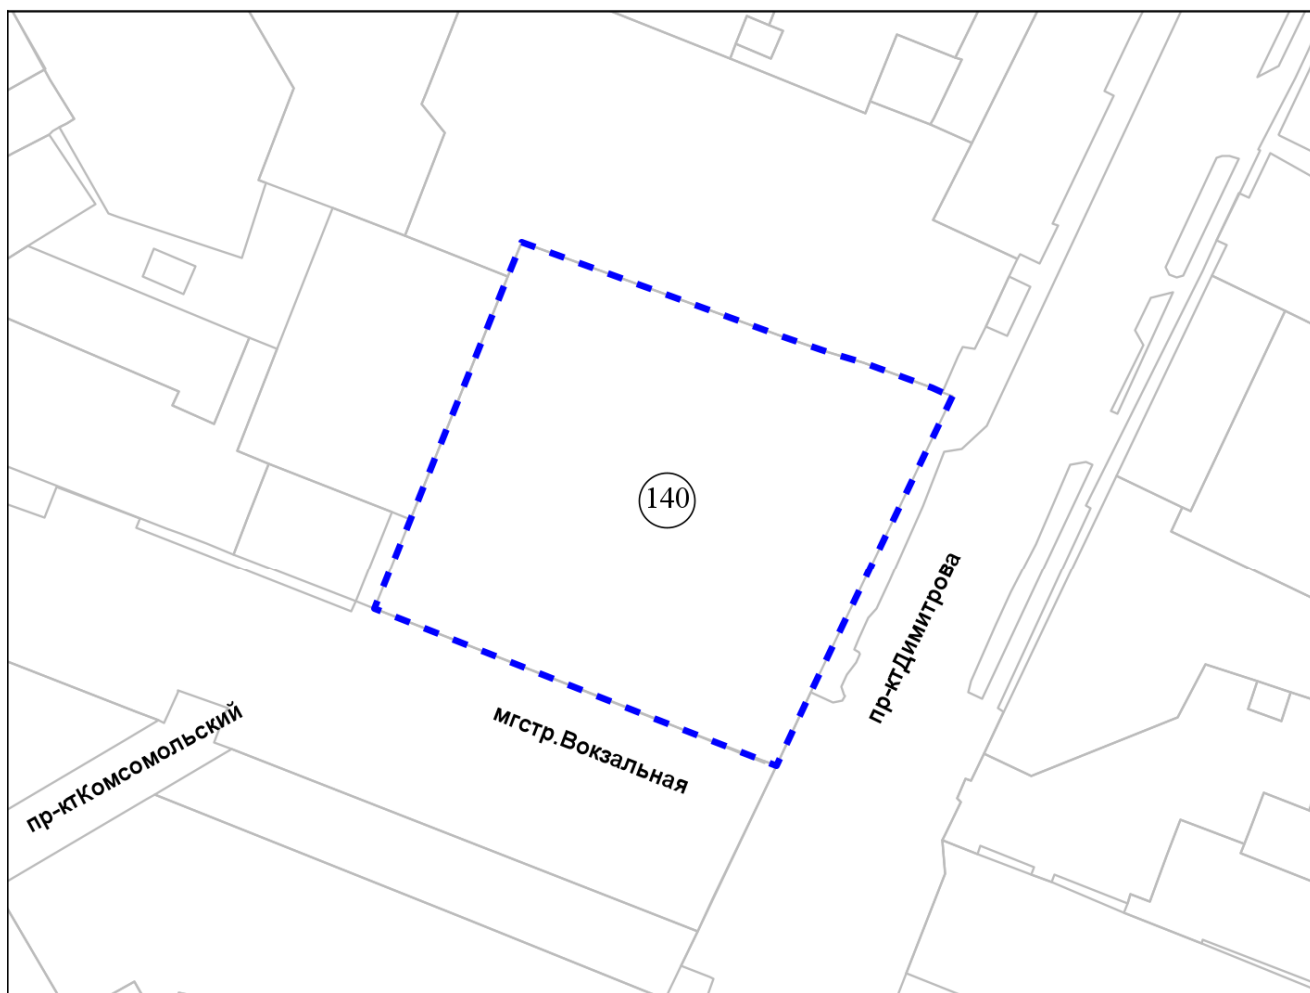 140
пр-ктДимитрова
мгстр.Вокзальная
пр-ктКомсомольский